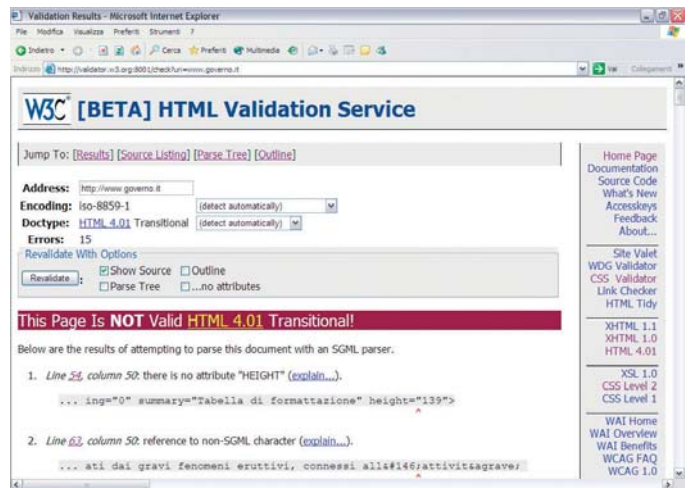 Validation Results - Microsoft Internet Explorer
File Modifica Visualizza Preferiti Strumenti ?
Indietro Cerca Preferiti Multimedia
Indirizzo http://validator.w3.org:8001/check?uri=www.governo.it Vai Collegamenti »
W3C® [BETA] HTML Validation Service
Jump To: [Results] [Source Listing] [Parse Tree] [Outline]
Address: http://www.governo.it
Encoding: iso-8859-1 (detect automatically)
Doctype: HTML 4.01 Transitional (detect automatically)
Errors: 15
Revalidate With Options
Revalidate : Show Source Outline
Parse Tree ...no attributes
This Page Is NOT Valid HTML 4.01 Transitional!
Below are the results of attempting to parse this document with an SGML parser.
1. Line 54, column 50: there is no attribute "HEIGHT" (explain...).
... ing="0" summary="Tabella di formattazione" height="139">
^
2. Line 63, column 50: reference to non-SGML character (explain...).
... ati dai gravi fenomeni eruttivi, connessi all&#146;attivit&agrave;
^
Home Page
Documentation
Source Code
What's New
Accesskeys
Feedback
About...
Site Valet
WDG Validator
CSS Validator
Link Checker
HTML Tidy
XHTML 1.1
XHTML 1.0
HTML 4.01
XSL 1.0
CSS Level 2
CSS Level 1
WAI Home
WAI Overview
WAI Benefits
WCAG FAQ
WCAG 1.0